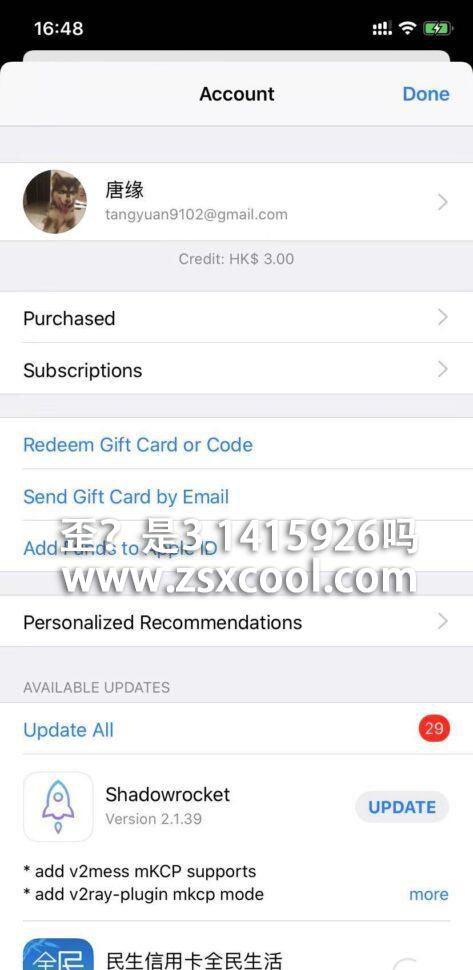 16:48
Account
Done
唐缘
tangyuan9102@gmail.com
Credit: HK$ 3.00
Purchased
Subscriptions
Redeem Gift Card or Code
Send Gift Card by Email
歪？是3.1415926吗
Add Funds to Apple ID
www.zsxcool.com
Personalized Recommendations
AVAILABLE UPDATES
Update All
29
Shadowrocket
Version 2.1.39
UPDATE
* add v2mess mKCP supports
* add v2ray-plugin mkcp mode
more
全民
民生信用卡全民生活